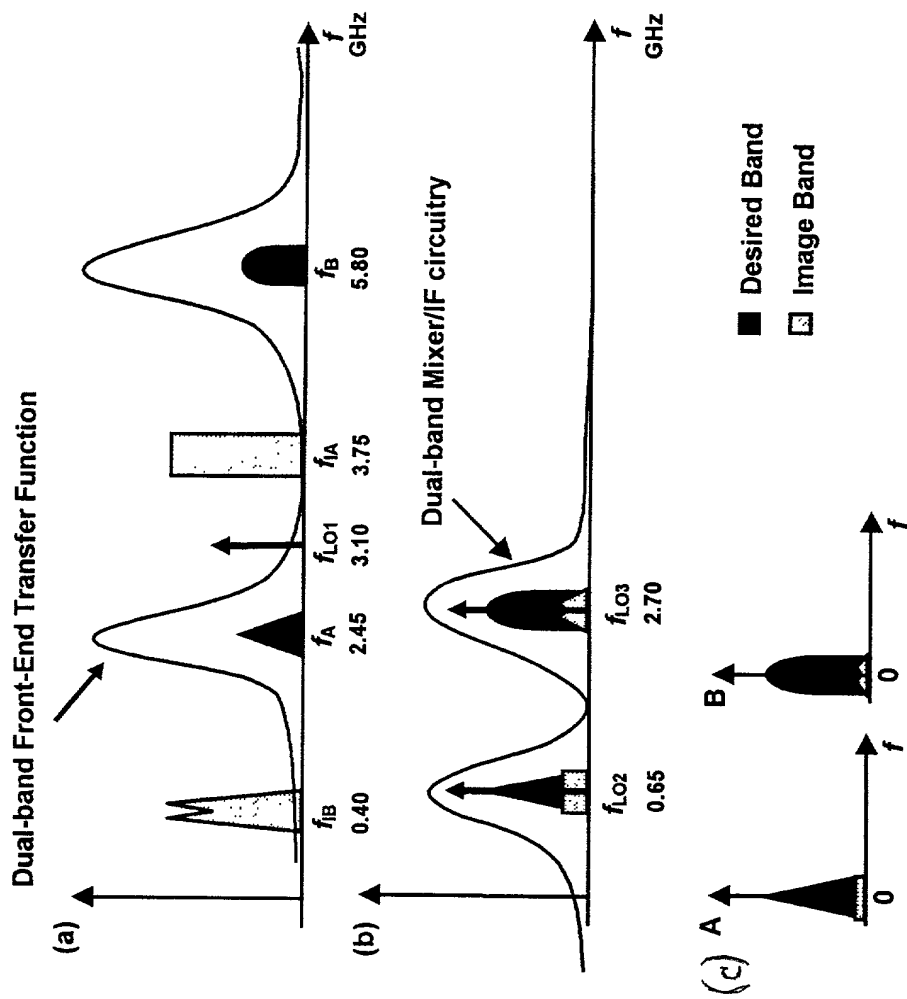 Dual-band Front-End Transfer Function
(a)
f_IB f_A f_LO1 f_IA f_B f
0.40 2.45 3.10 3.75 5.80 GHz
(b)
Dual-band Mixer/IF circuitry
f_LO2 f_LO3 f
0.65 2.70 GHz
(c)
A B
0 f 0 f
Desired Band
Image Band